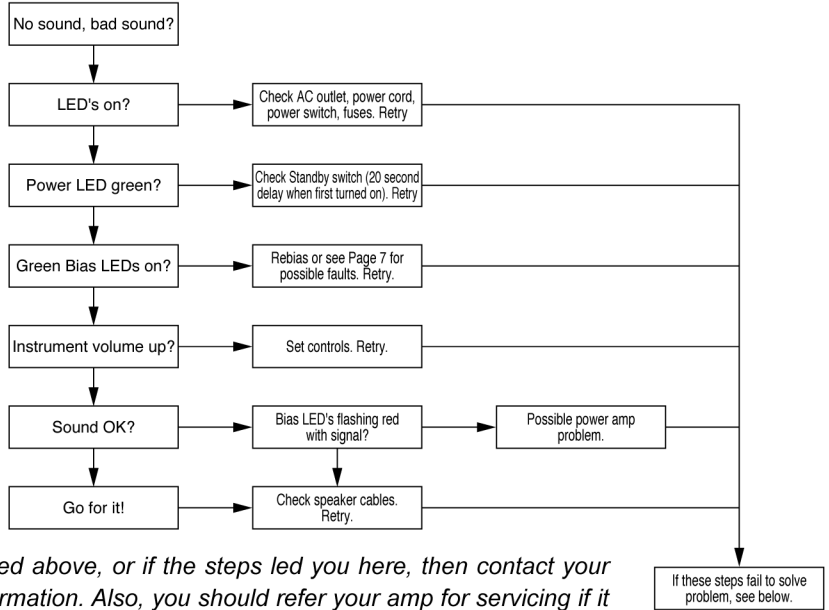 No sound, bad sound?
LED's on?
Check AC outlet, power cord,
power switch, fuses. Retry
Power LED green?
Check Standby switch (20 second
delay when first turned on). Retry
Green Bias LEDs on?
Rebias or see Page 7 for
possible faults. Retry.
Instrument volume up?
Set controls. Retry.
Sound OK?
Bias LED's flashing red
with signal?
Possible power amp
problem.
Go for it!
Check speaker cables.
Retry.
If these steps fail to solve
problem, see below.
ed above, or if the steps led you here, then contact your
rmation. Also, you should refer your amp for servicing if it